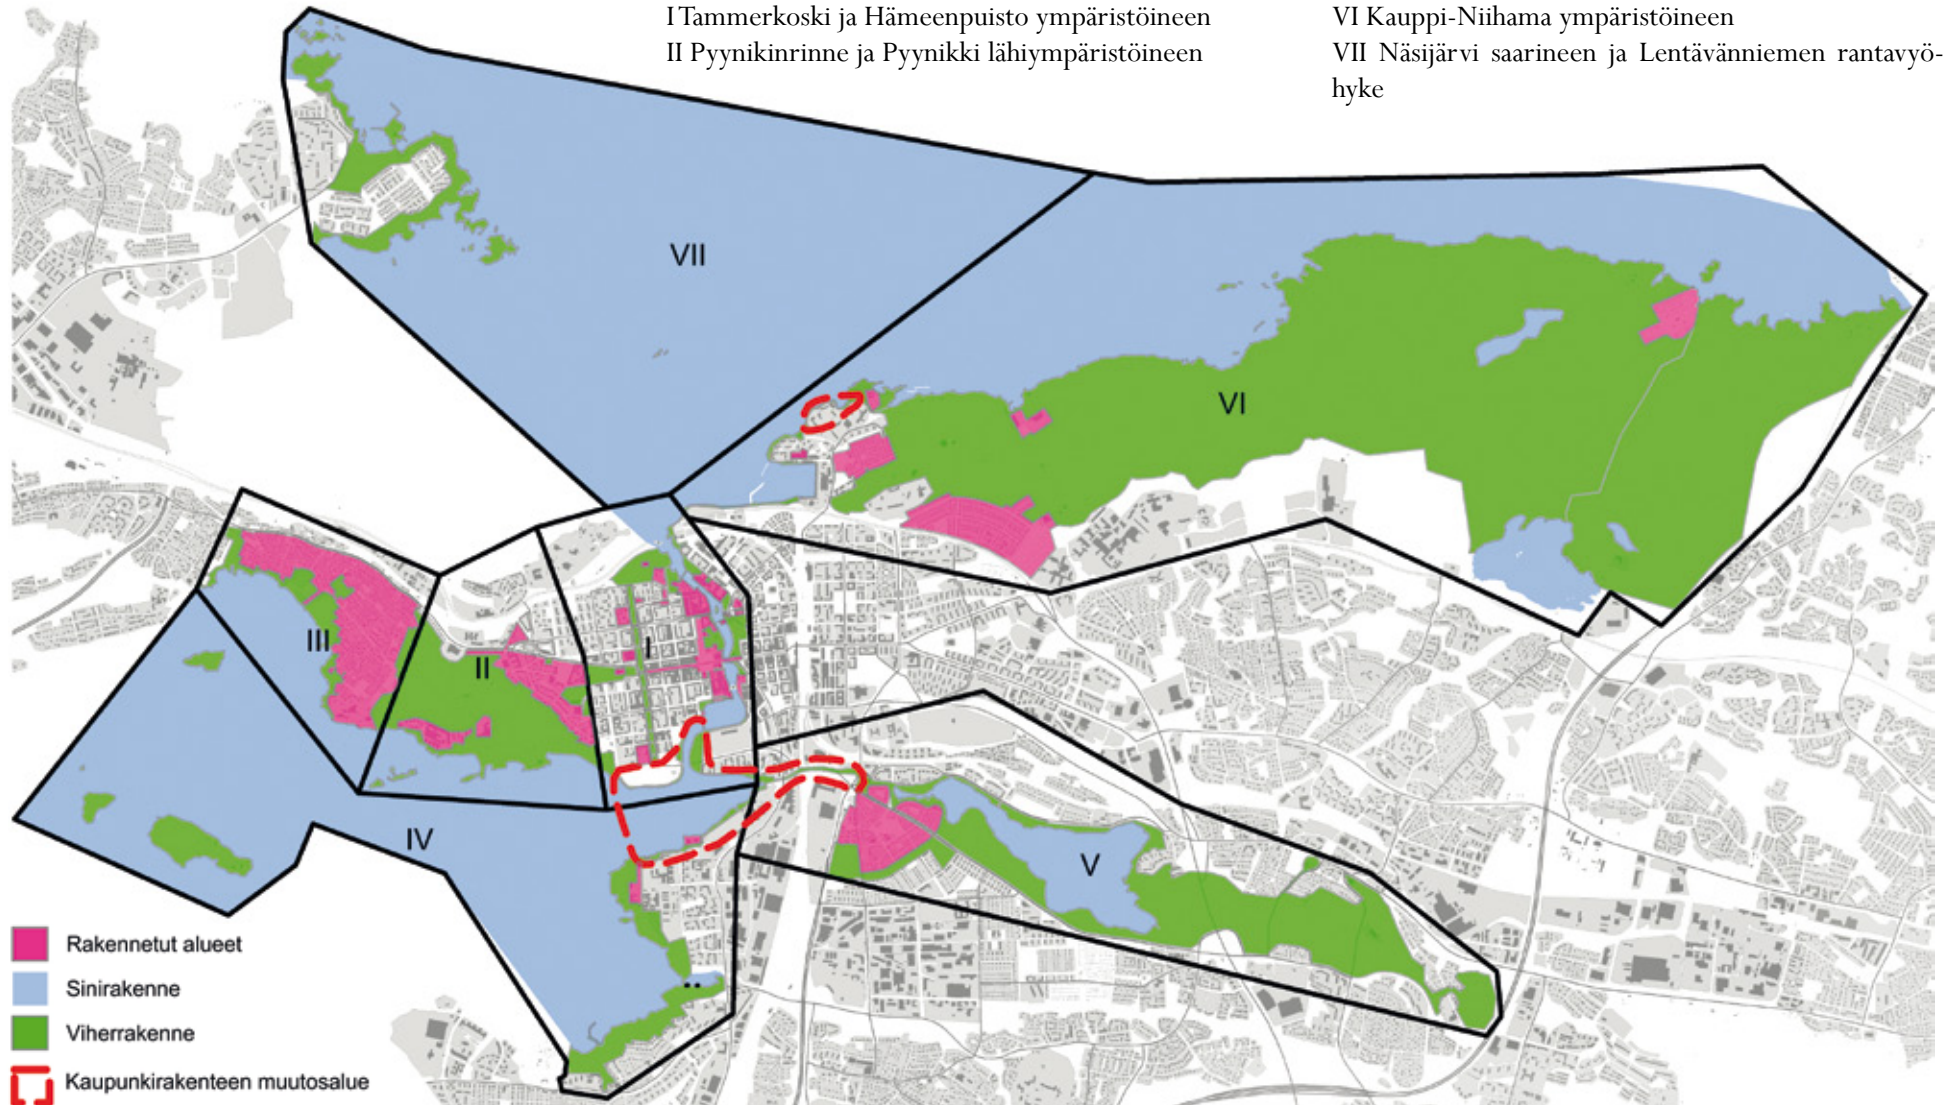 I Tammerkoski ja Hämeenpuisto ympäristöineen
II Pyynikinrinne ja Pyynikki lähiympäristöineen
VI Kauppi-Niihama ympäristöineen
VII Näsijärvi saarineen ja Lentävänniemen rantavyö-
hyke
VII
VI
III
II
I
IV
V
Rakennetut alueet
Sinirakenne
Viherrakenne
Kaupunkirakenteen muutosalue